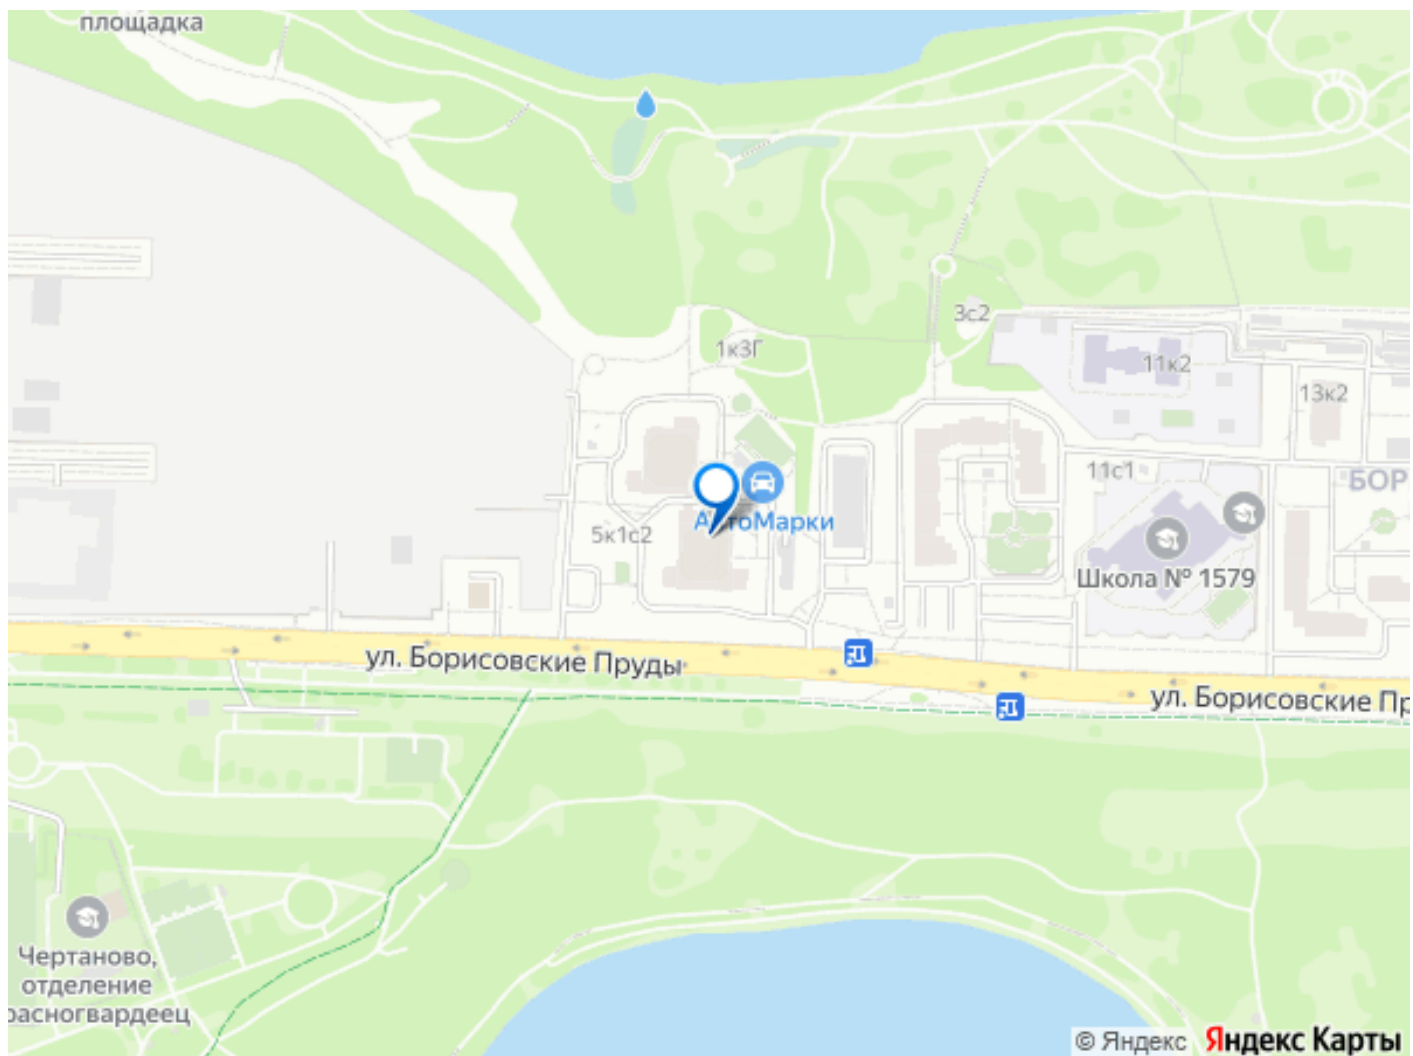 площадка
3с2
1к3Г
11к2
13к2
11с1
БОР
АвтоМарки
5к1с2
Школа № 1579
ул. Борисовские Пруды
ул. Борисовские Пр
Чертаново,
отделение
расногвардеец
© Яндекс Яндекс Карты